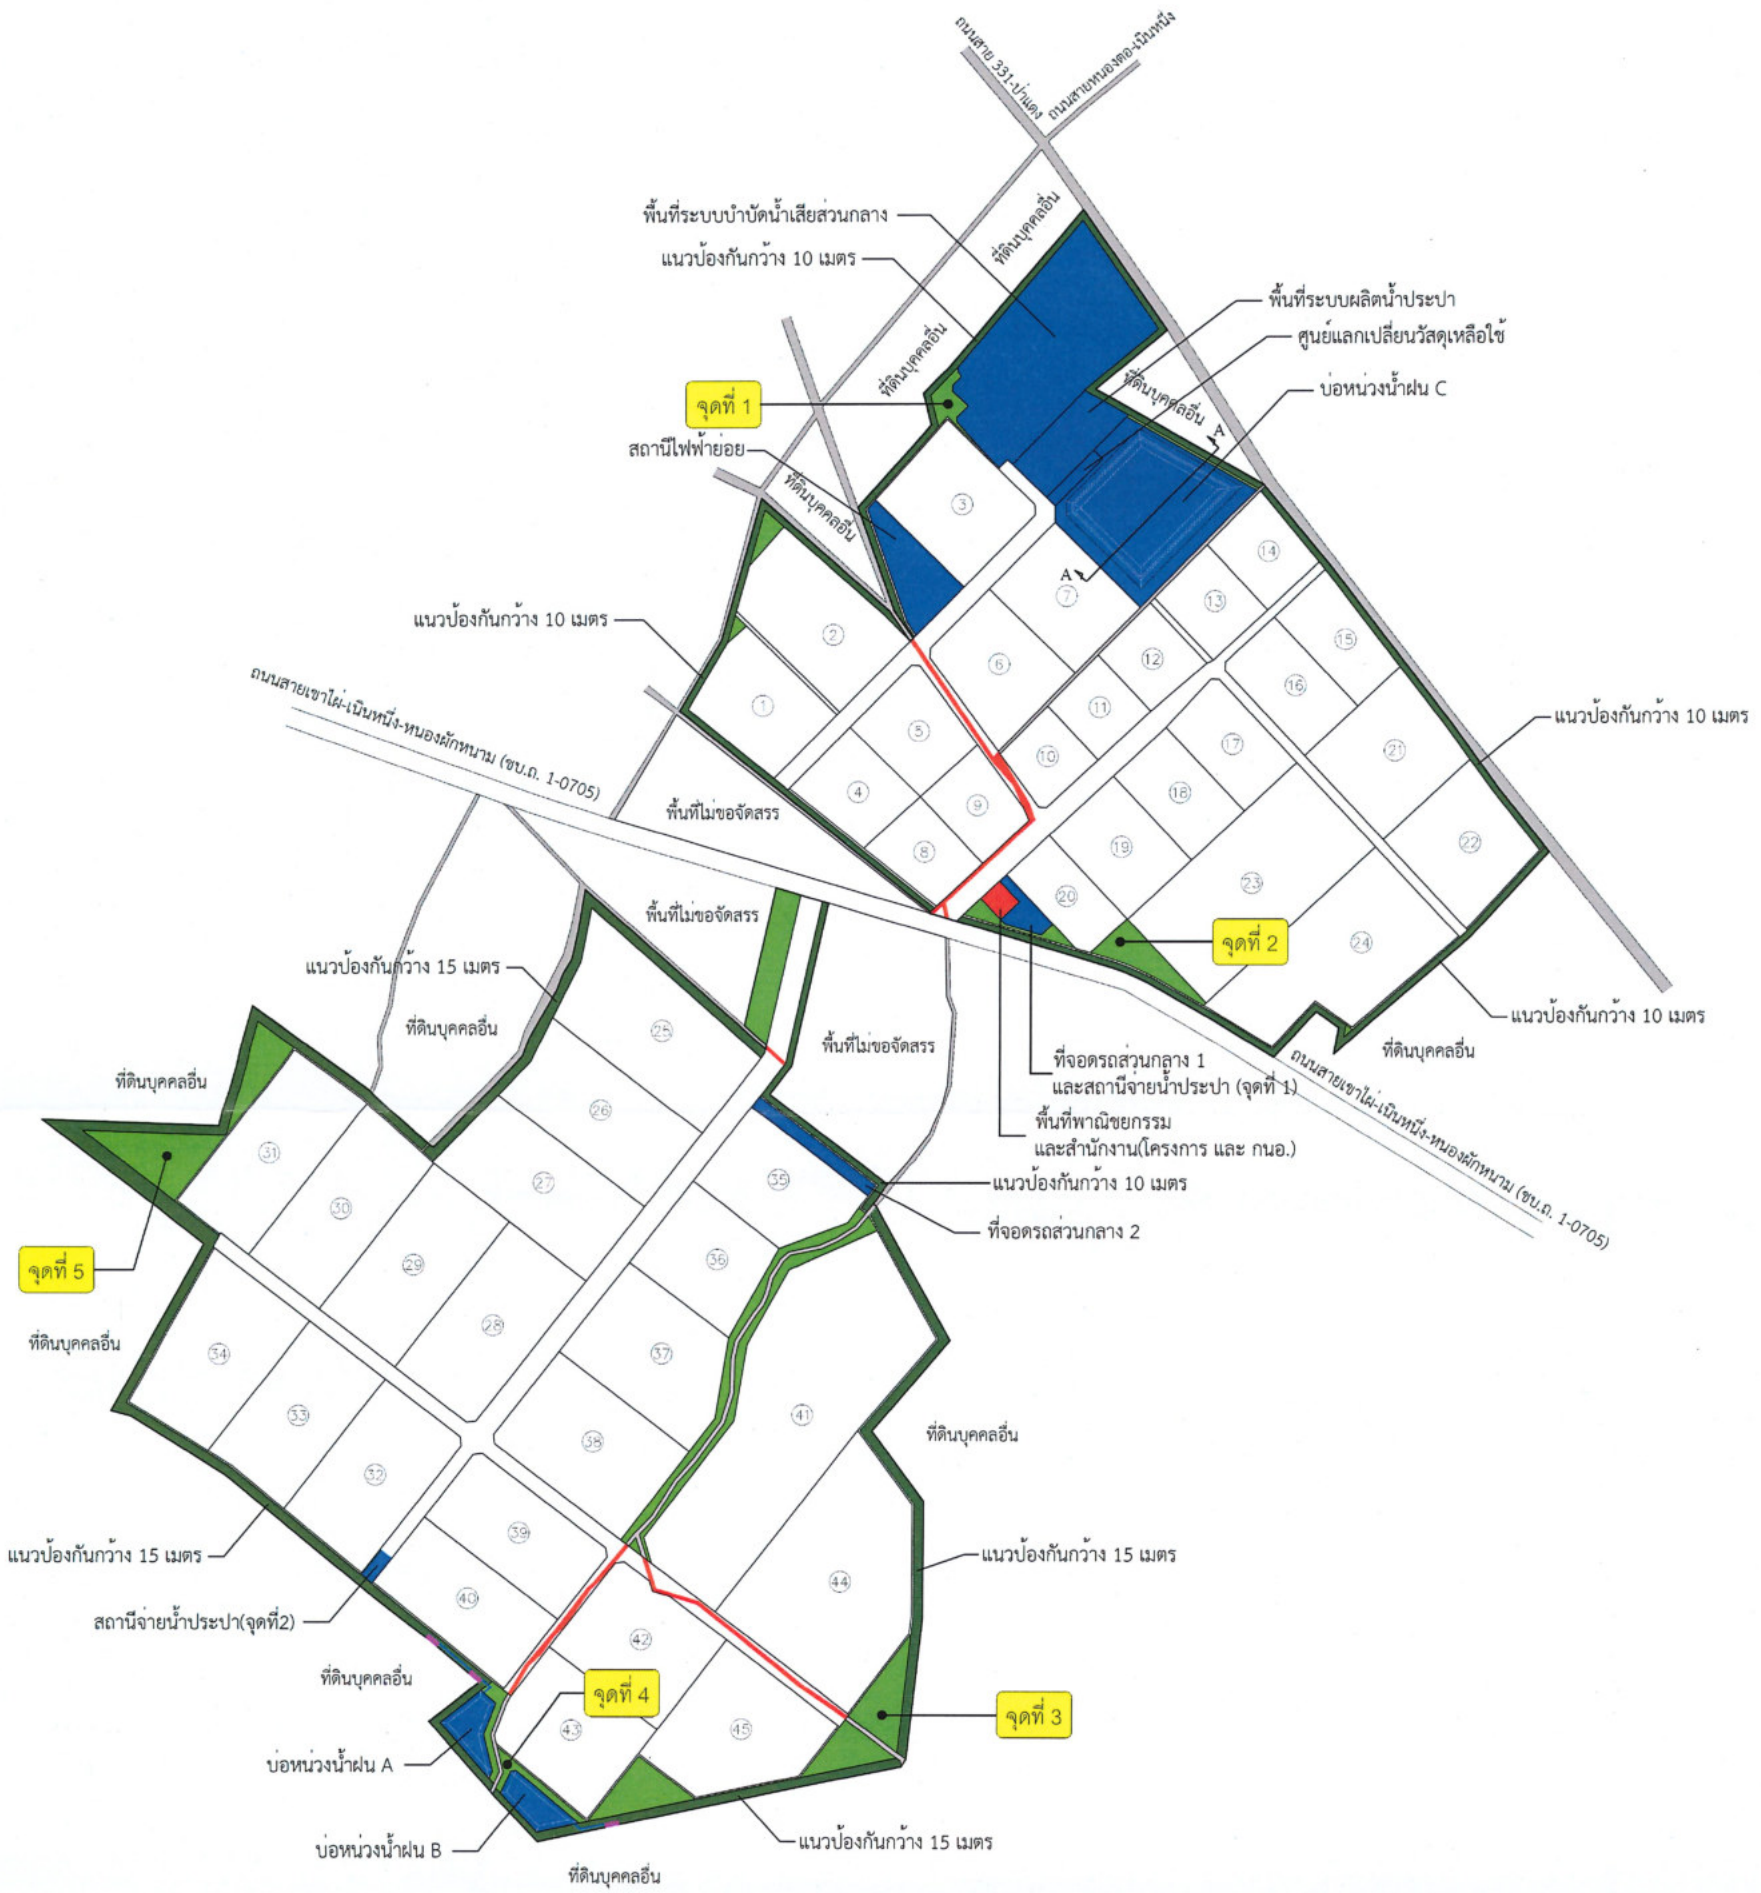 ถนนสาย 331-ป่าแดง
ถนนสายหนองตอ-เนินหนึ่ง
พื้นที่ระบบบำบัดน้ำเสียส่วนกลาง
แนวป้องกันกว้าง 10 เมตร
ที่ดินบุคคลอื่น
พื้นที่ระบบผลิตน้ำประปา
ศูนย์แลกเปลี่ยนวัสดุเหลือใช้
ที่ดินบุคคลอื่น
ที่ดินบุคคลอื่น
บ่อหน่วงน้ำฝน C
จุดที่ 1
A
สถานีไฟฟ้าย่อย
ที่ดินบุคคลอื่น
3
14
A
7
13
แนวป้องกันกว้าง 10 เมตร
2
15
6
12
16
ถนนสายเขาไผ่-เนินหนึ่ง-หนองผักหนาม (ชบ.ถ. 1-0705)
1
11
แนวป้องกันกว้าง 10 เมตร
5
17
21
10
4
18
9
พื้นที่ไม่ขอจัดสรร
22
19
8
23
20
พื้นที่ไม่ขอจัดสรร
จุดที่ 2
24
แนวป้องกันกว้าง 15 เมตร
แนวป้องกันกว้าง 10 เมตร
ที่ดินบุคคลอื่น
25
พื้นที่ไม่ขอจัดสรร
ที่ดินบุคคลอื่น
ที่จอดรถส่วนกลาง 1
และสถานีจ่ายน้ำประปา (จุดที่ 1)
ถนนสายเขาไผ่-เนินหนึ่ง-หนองผักหนาม (ชบ.ถ. 1-0705)
ที่ดินบุคคลอื่น
26
พื้นที่พาณิชยกรรม
และสำนักงาน(โครงการ และ กนอ.)
31
27
35
แนวป้องกันกว้าง 10 เมตร
30
ที่จอดรถส่วนกลาง 2
จุดที่ 5
29
36
28
ที่ดินบุคคลอื่น
34
37
33
41
38
ที่ดินบุคคลอื่น
32
39
แนวป้องกันกว้าง 15 เมตร
แนวป้องกันกว้าง 15 เมตร
44
40
สถานีจ่ายน้ำประปา(จุดที่2)
42
ที่ดินบุคคลอื่น
จุดที่ 4
จุดที่ 3
43
45
บ่อหน่วงน้ำฝน A
แนวป้องกันกว้าง 15 เมตร
บ่อหน่วงน้ำฝน B
ที่ดินบุคคลอื่น